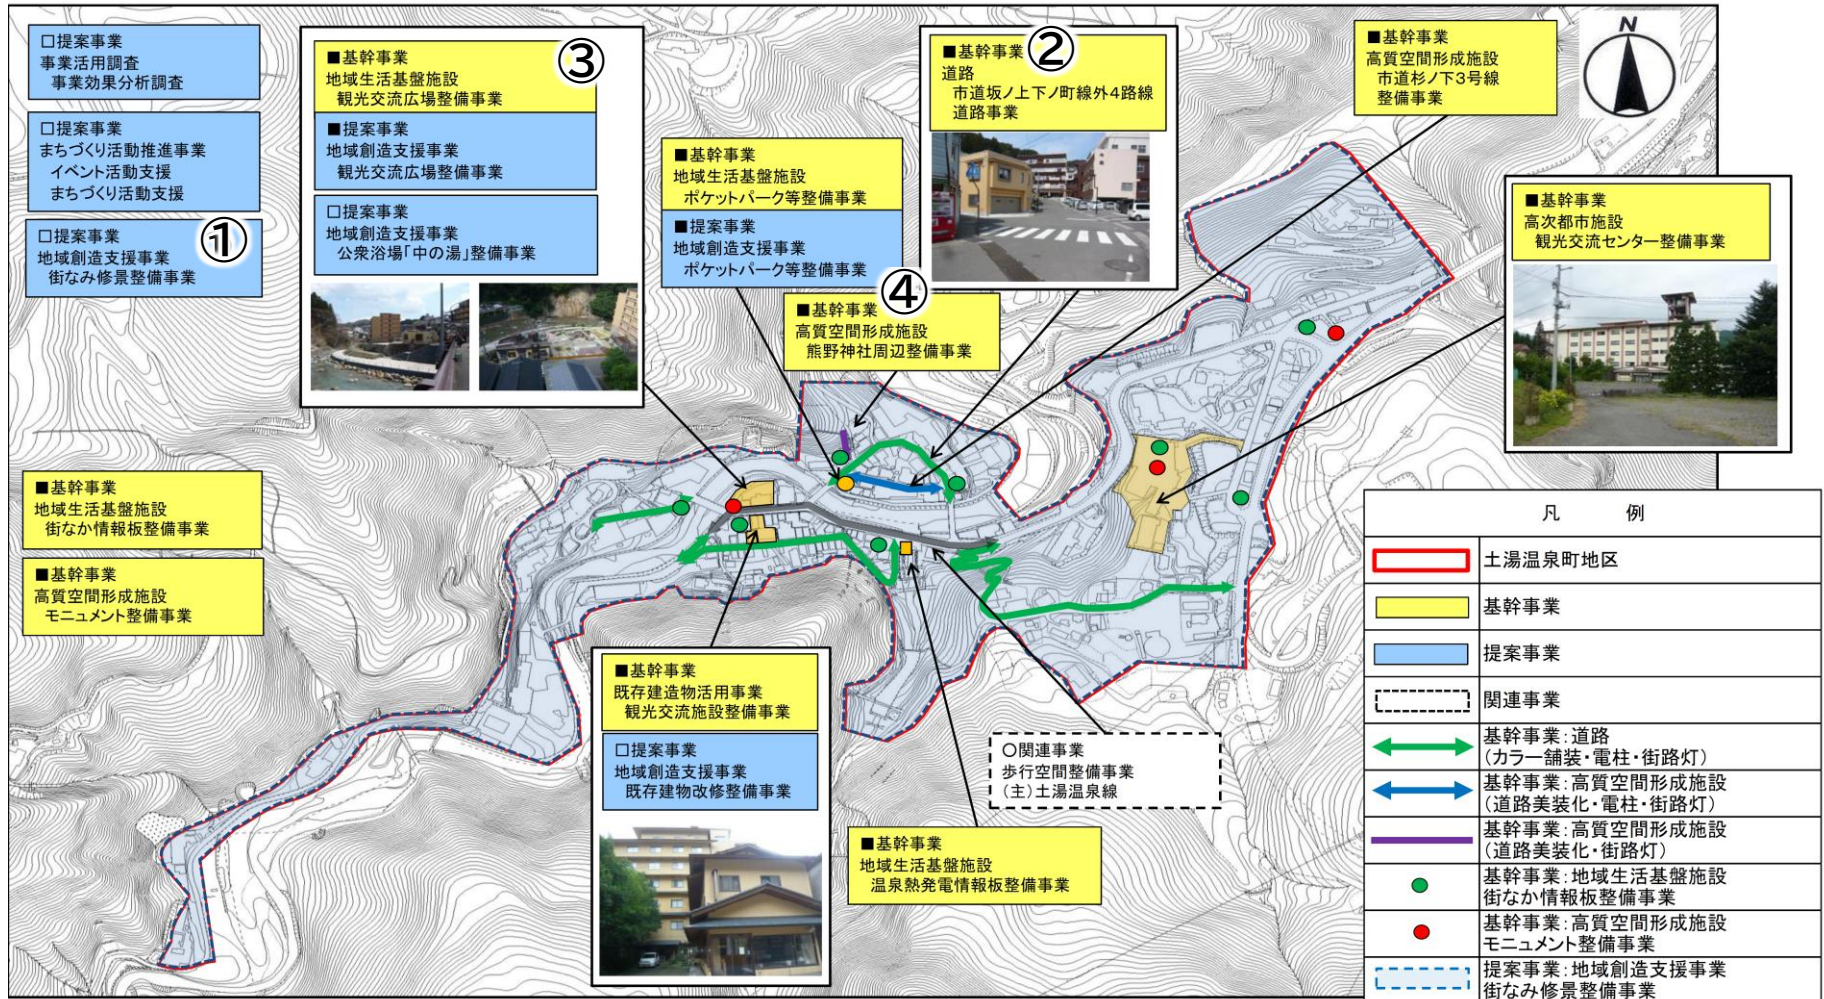 □提案事業
事業活用調査
事業効果分析調査
□提案事業
まちづくり活動推進事業
イベント活動支援
まちづくり活動支援
①
□提案事業
地域創造支援事業
街なみ修景整備事業
③
■基幹事業
地域生活基盤施設
観光交流広場整備事業
■提案事業
地域創造支援事業
観光交流広場整備事業
□提案事業
地域創造支援事業
公衆浴場「中の湯」整備事業
■基幹事業
地域生活基盤施設
ポケットパーク等整備事業
■提案事業
地域創造支援事業
ポケットパーク等整備事業
②
■基幹事業
道路
市道坂ノ上下ノ町線外4路線
道路事業
④
■基幹事業
高質空間形成施設
熊野神社周辺整備事業
■基幹事業
高質空間形成施設
市道杉ノ下3号線
整備事業
N
■基幹事業
高次都市施設
観光交流センター整備事業
■基幹事業
地域生活基盤施設
街なか情報板整備事業
■基幹事業
高質空間形成施設
モニュメント整備事業
■基幹事業
既存建造物活用事業
観光交流施設整備事業
□提案事業
地域創造支援事業
既存建物改修整備事業
○関連事業
歩行空間整備事業
(主)土湯温泉線
■基幹事業
地域生活基盤施設
温泉熱発電情報板整備事業
凡 例
土湯温泉町地区
基幹事業
提案事業
関連事業
基幹事業:道路
(カラー舗装・電柱・街路灯)
基幹事業:高質空間形成施設
(道路美装化・電柱・街路灯)
基幹事業:高質空間形成施設
(道路美装化・街路灯)
基幹事業:地域生活基盤施設
街なか情報板整備事業
基幹事業:高質空間形成施設
モニュメント整備事業
提案事業:地域創造支援事業
街なみ修景整備事業